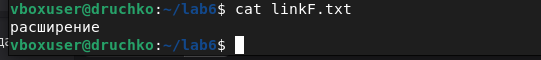 vboxuser@druchko:~/lab6$ cat linkF.txt
расширение
vboxuser@druchko:~/lab6$